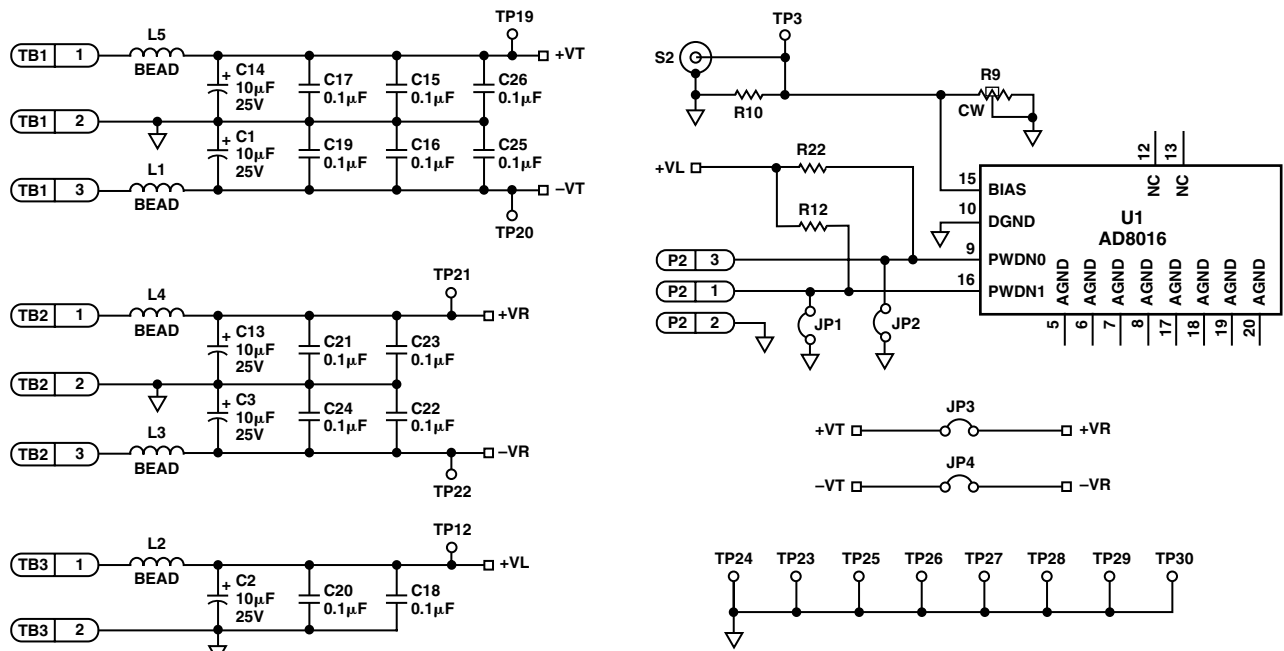 TP19
L5
TB1 1
BEAD
+VT
+ C14
10μF
25V
C17
0.1μF
C15
0.1μF
C26
0.1μF
TB1 2
+ C1
10μF
25V
C19
0.1μF
C16
0.1μF
C25
0.1μF
L1
TB1 3
BEAD
–VT
TP20
TP21
L4
TB2 1
BEAD
+VR
+ C13
10μF
25V
C21
0.1μF
C23
0.1μF
TB2 2
+ C3
10μF
25V
C24
0.1μF
C22
0.1μF
L3
TB2 3
BEAD
–VR
TP22
TP12
L2
TB3 1
BEAD
+VL
+ C2
10μF
25V
C20
0.1μF
C18
0.1μF
TB3 2
TP3
S2
R10
R9
CW
R22
+VL
R12
P2 3
P2 1
P2 2
JP1
JP2
12
13
NC
NC
15
BIAS
10
DGND
9
PWDN0
16
PWDN1
U1
AD8016
AGND
AGND
AGND
AGND
AGND
AGND
AGND
AGND
5
6
7
8
17
18
19
20
JP3
+VT
+VR
JP4
–VT
–VR
TP24
TP23
TP25
TP26
TP27
TP28
TP29
TP30